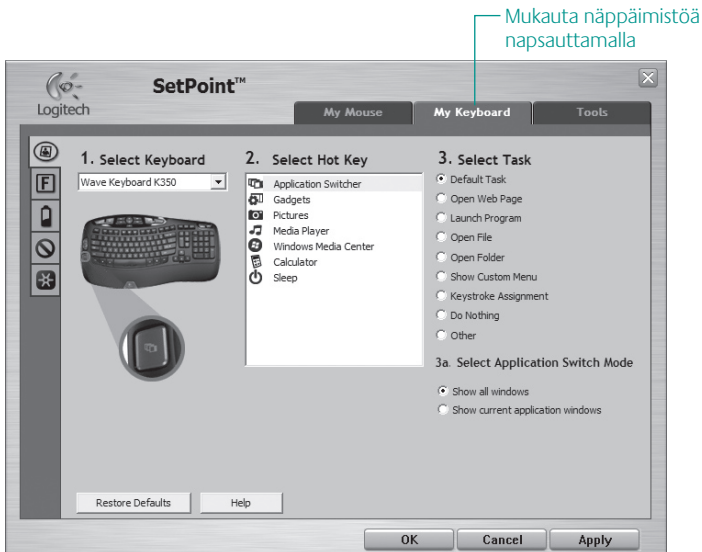 Mukauta näppäimistöä
napsauttamalla
Logitech
SetPoint™
My Mouse
My Keyboard
Tools
1. Select Keyboard
Wave Keyboard K350
2. Select Hot Key
Application Switcher
Gadgets
Pictures
Media Player
Windows Media Center
Calculator
Sleep
3. Select Task
Default Task
Open Web Page
Launch Program
Open File
Open Folder
Show Custom Menu
Keystroke Assignment
Do Nothing
Other
3a. Select Application Switch Mode
Show all windows
Show current application windows
F
Restore Defaults
Help
OK
Cancel
Apply